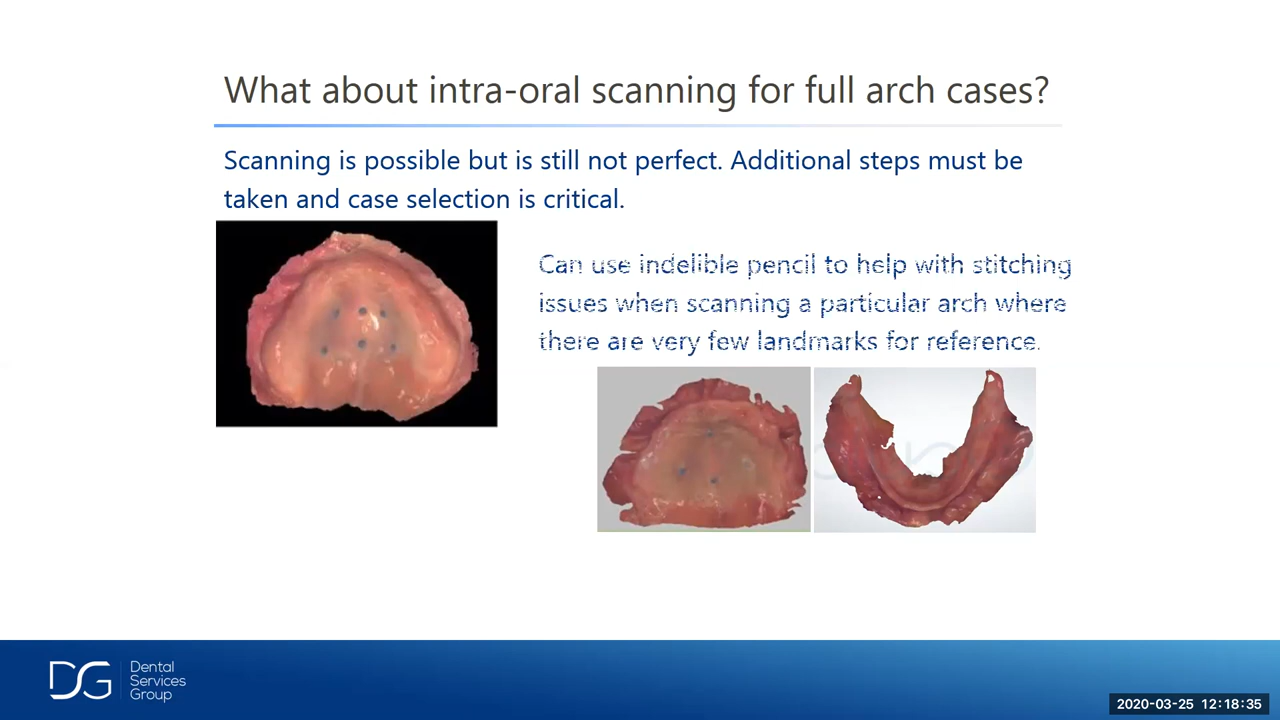 What about intra-oral scanning for full arch cases?
Scanning is possible but is still not perfect. Additional steps must be
taken and case selection is critical.
Can use indelible pencil to help with stitching
issues when scanning a particular arch where
there are very few landmarks for reference.
DSG
Dental
Services
Group
2020-03-25 12:18:35